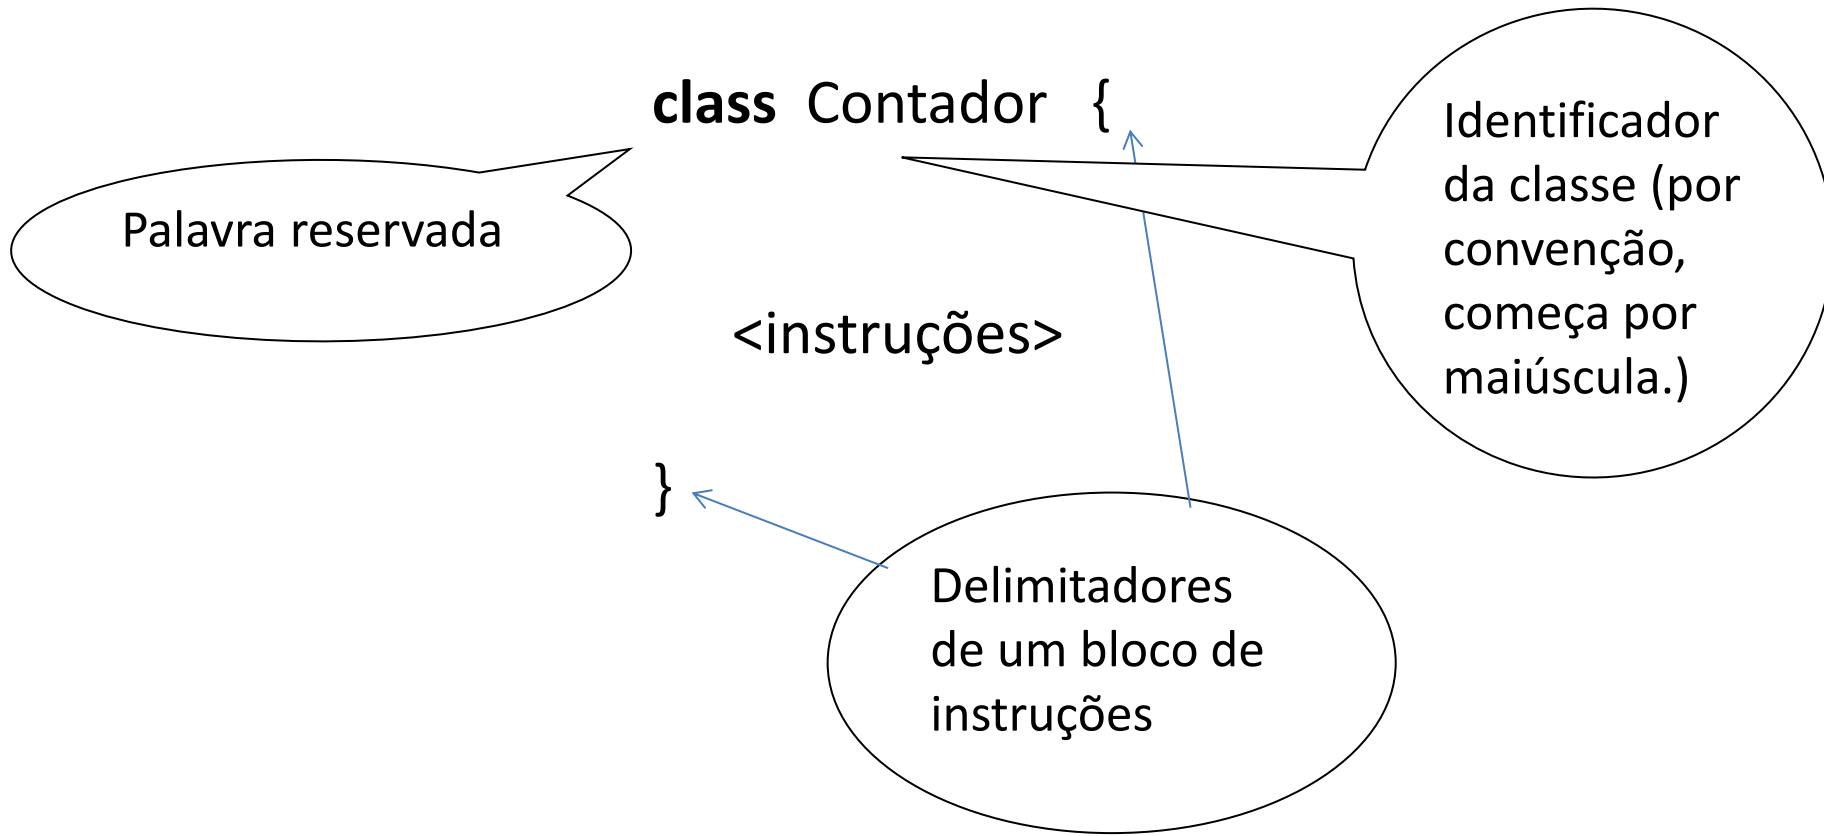 class Contador {
Palavra reservada
Identificador
da classe (por
convenção,
começa por
maiúscula.)
<instruções>
}
Delimitadores
de um bloco de
instruções